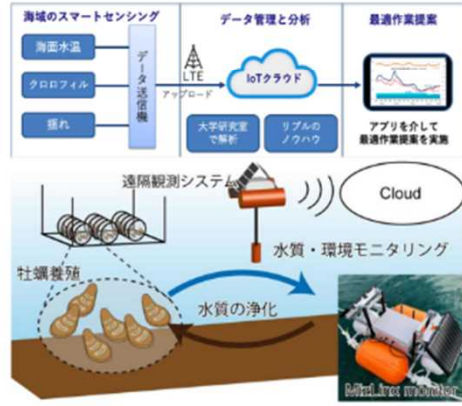 海域のスマートセンシング
データ管理と分析
最適作業提案
海面水温
クロロフィル
揺れ
データ送信機
LTE
アップロード
IoTクラウド
大学研究室
で解析
リブルの
ノウハウ
アプリを介して
最適作業提案を実施
遠隔観測システム
Cloud
水質・環境モニタリング
牡蠣養殖
水質の浄化
MizLinx monitor